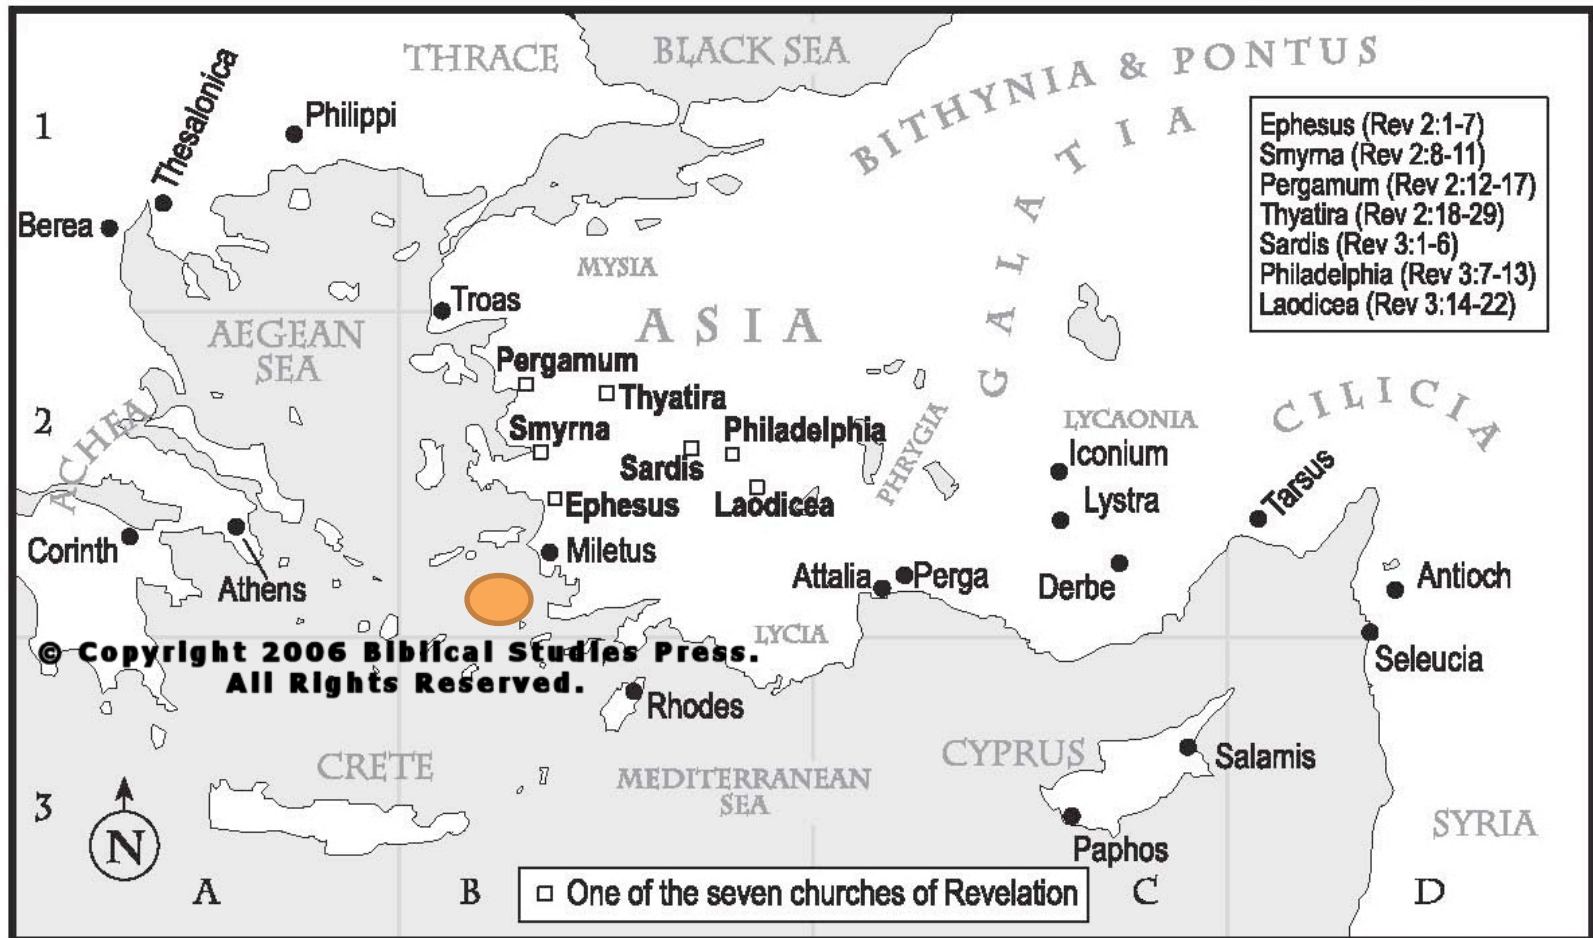 THRACE
BLACK SEA
BITHYNIA & PONTUS
GALATIA
1
Thesalonica
Philippi
Berea
Ephesus (Rev 2:1-7)
Smyrna (Rev 2:8-11)
Pergamum (Rev 2:12-17)
Thyatira (Rev 2:18-29)
Sardis (Rev 3:1-6)
Philadelphia (Rev 3:7-13)
Laodicea (Rev 3:14-22)
MYSIA
Troas
ASIA
AEGEAN
SEA
Pergamum
Thyatira
2
ACHEA
Smyrna
Philadelphia
Sardis
PHRYGIA
LYCAONIA
CILICIA
Iconium
Ephesus
Laodicea
Lystra
Tarsus
Corinth
Athens
Miletus
Attalia
Perga
Derbe
Antioch
LYCIA
© Copyright 2006 Biblical Studies Press.
All Rights Reserved.
Seleucia
Rhodes
CRETE
MEDITERRANEAN
SEA
CYPRUS
Salamis
3
N
Paphos
SYRIA
A
B
One of the seven churches of Revelation
C
D